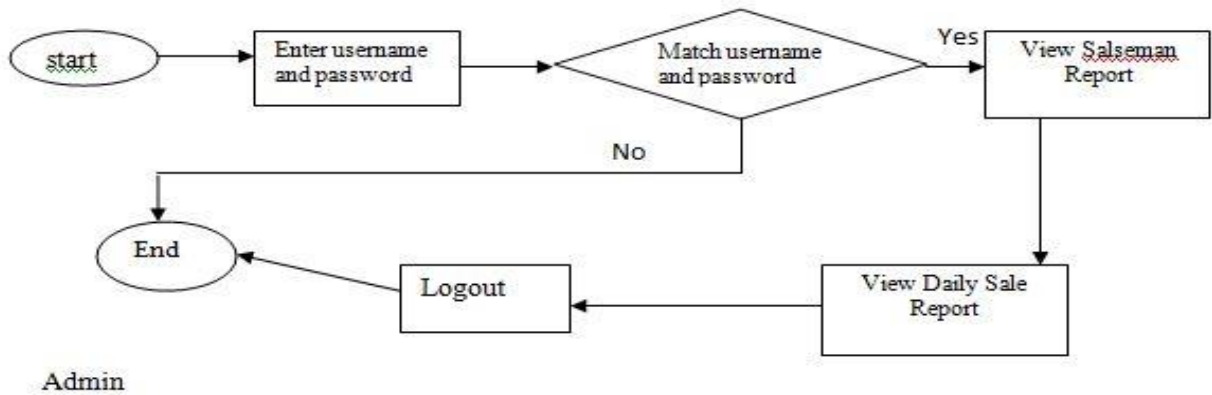 start
Enter username
and password
Match username
and password
Yes
View Salseman
Report
No
End
Logout
View Daily Sale
Report
Admin